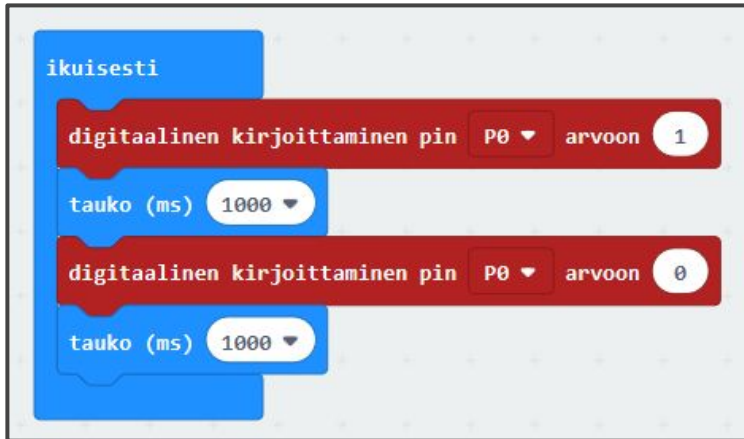 ikuisesti
digitaalinen kirjoittaminen pin P0 arvoon 1
tauko (ms) 1000
digitaalinen kirjoittaminen pin P0 arvoon 0
tauko (ms) 1000